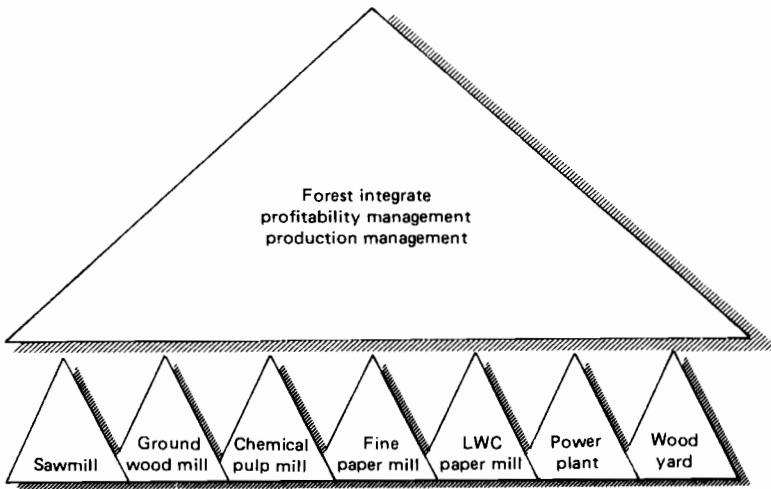 Forest integrate
profitability management
production management
Sawmill
Ground
wood mill
Chemical
pulp mill
Fine
paper mill
LWC
paper mill
Power
plant
Wood
yard